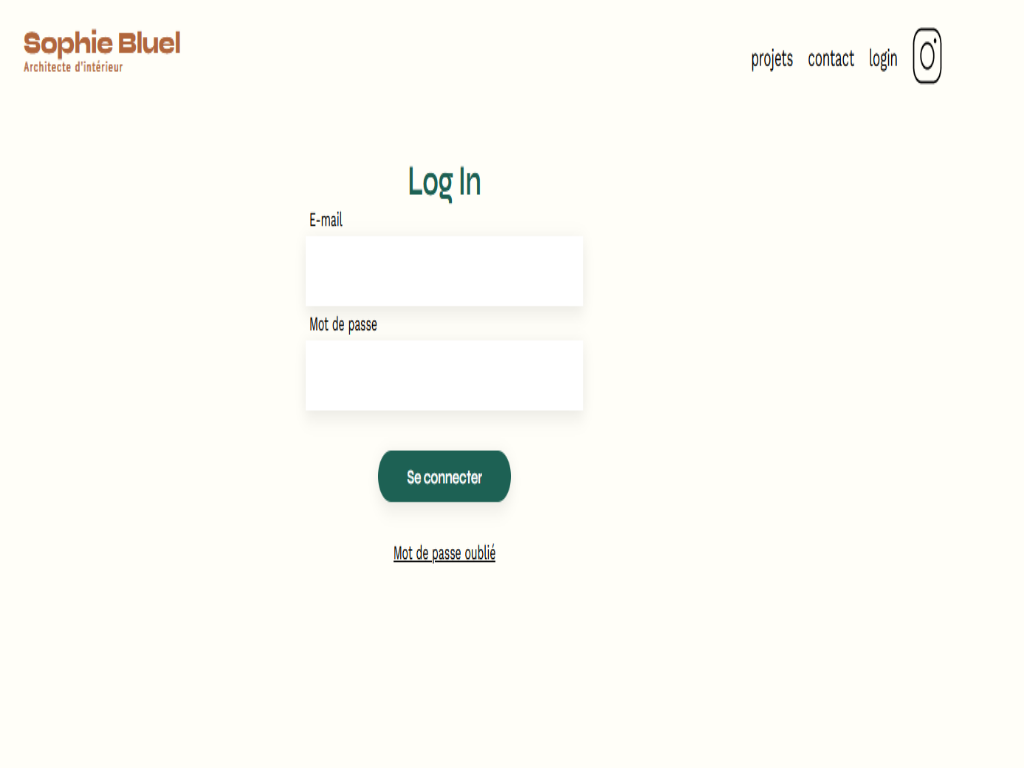 Sophie Bluel
Architecte d'intérieur
projets contact login
Log In
E-mail
Mot de passe
Se connecter
Mot de passe oublié